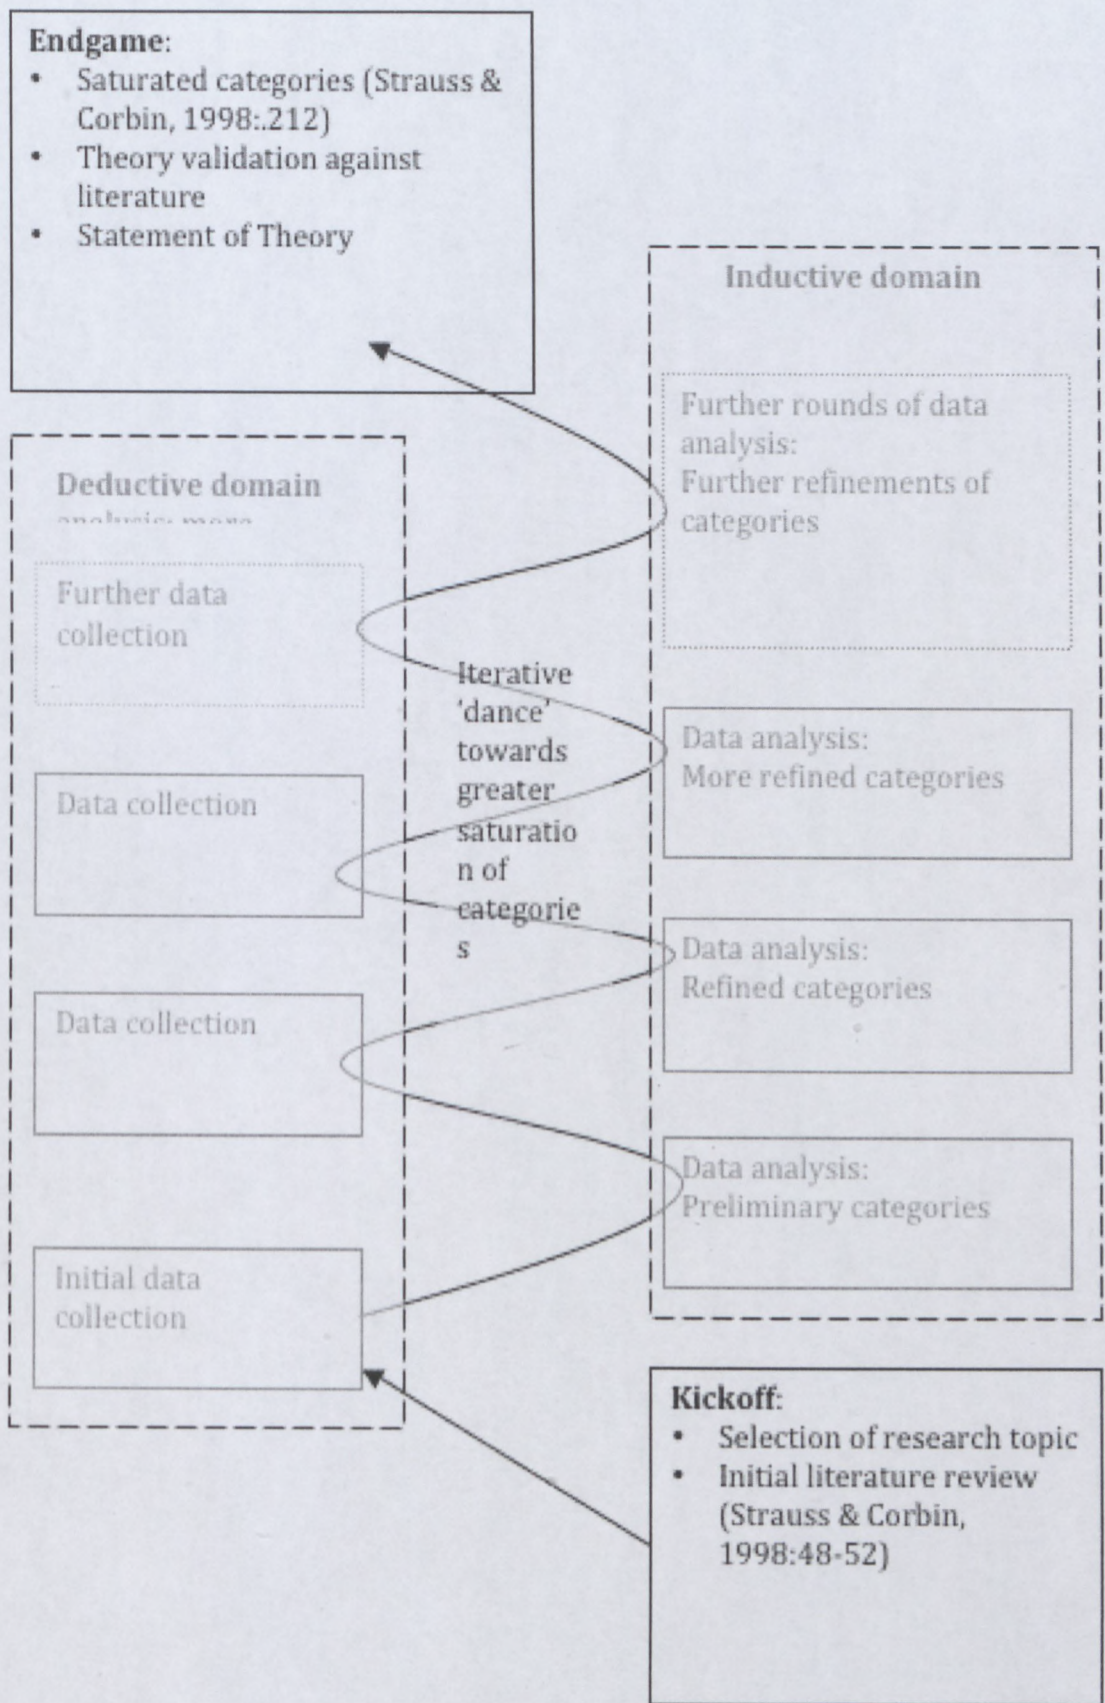 Endgame:
• Saturated categories (Strauss &
Corbin, 1998:.212)
• Theory validation against
literature
• Statement of Theory
Inductive domain
Further rounds of data
analysis:
Further refinements of
categories
Deductive domain
analysis: more
Further data
collection
Iterative
'dance'
towards
greater
saturatio
n of
categorie
s
Data analysis:
More refined categories
Data collection
Data analysis:
Refined categories
Data collection
Data analysis:
Preliminary categories
Initial data
collection
Kickoff:
• Selection of research topic
• Initial literature review
(Strauss & Corbin,
1998:48-52)